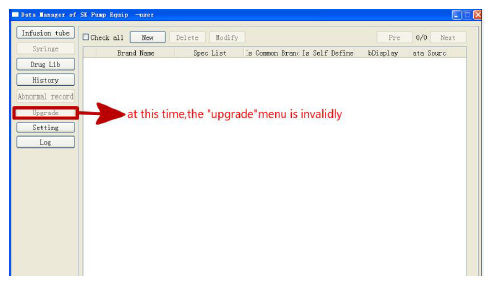 Data Manager of SK Pump Equip -user
Infusion tube
Check all New Delete Modify Pre 0/0 Next
Syringe
Brand Name Spec List Is Common Branc Is Self Define bDisplay ata Sourc
Drug Lib
History
Abnormal record
Upgrade
at this time,the "upgrade"menu is invalidly
Setting
Log